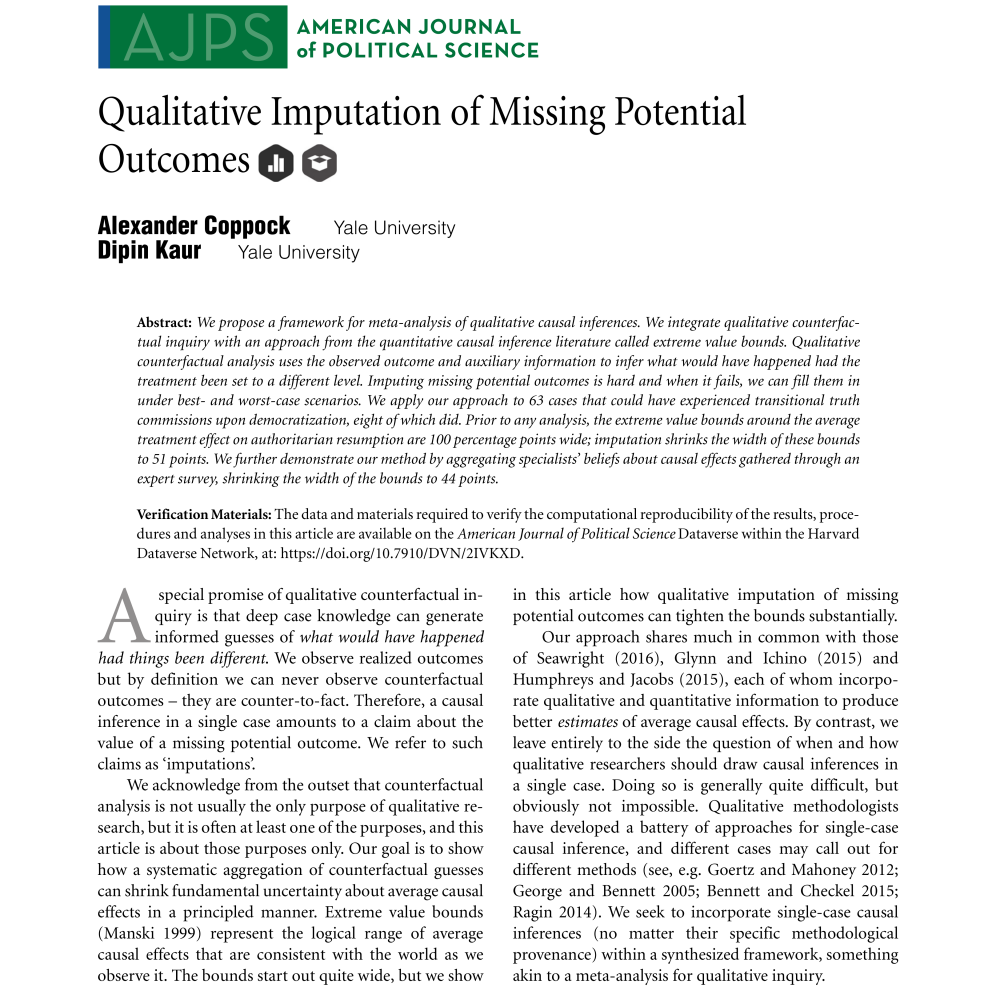 AJPS
AMERICAN JOURNAL
of POLITICAL SCIENCE
Qualitative Imputation of Missing Potential
Outcomes
Alexander Coppock Yale University
Dipin Kaur Yale University
Abstract: We propose a framework for meta-analysis of qualitative causal inferences. We integrate qualitative counterfac-
tual inquiry with an approach from the quantitative causal inference literature called extreme value bounds. Qualitative
counterfactual analysis uses the observed outcome and auxiliary information to infer what would have happened had the
treatment been set to a different level. Imputing missing potential outcomes is hard and when it fails, we can fill them in
under best- and worst-case scenarios. We apply our approach to 63 cases that could have experienced transitional truth
commissions upon democratization, eight of which did. Prior to any analysis, the extreme value bounds around the average
treatment effect on authoritarian resumption are 100 percentage points wide; imputation shrinks the width of these bounds
to 51 points. We further demonstrate our method by aggregating specialists' beliefs about causal effects gathered through an
expert survey, shrinking the width of the bounds to 44 points.
Verification Materials: The data and materials required to verify the computational reproducibility of the results, proce-
dures and analyses in this article are available on the American Journal of Political Science Dataverse within the Harvard
Dataverse Network, at: https://doi.org/10.7910/DVN/2IVKXD.
A special promise of qualitative counterfactual in-
quiry is that deep case knowledge can generate
informed guesses of what would have happened
had things been different. We observe realized outcomes
but by definition we can never observe counterfactual
outcomes – they are counter-to-fact. Therefore, a causal
inference in a single case amounts to a claim about the
value of a missing potential outcome. We refer to such
claims as 'imputations'.
We acknowledge from the outset that counterfactual
analysis is not usually the only purpose of qualitative re-
search, but it is often at least one of the purposes, and this
article is about those purposes only. Our goal is to show
how a systematic aggregation of counterfactual guesses
can shrink fundamental uncertainty about average causal
effects in a principled manner. Extreme value bounds
(Manski 1999) represent the logical range of average
causal effects that are consistent with the world as we
observe it. The bounds start out quite wide, but we show
in this article how qualitative imputation of missing
potential outcomes can tighten the bounds substantially.
Our approach shares much in common with those
of Seawright (2016), Glynn and Ichino (2015) and
Humphreys and Jacobs (2015), each of whom incorpo-
rate qualitative and quantitative information to produce
better estimates of average causal effects. By contrast, we
leave entirely to the side the question of when and how
qualitative researchers should draw causal inferences in
a single case. Doing so is generally quite difficult, but
obviously not impossible. Qualitative methodologists
have developed a battery of approaches for single-case
causal inference, and different cases may call out for
different methods (see, e.g. Goertz and Mahoney 2012;
George and Bennett 2005; Bennett and Checkel 2015;
Ragin 2014). We seek to incorporate single-case causal
inferences (no matter their specific methodological
provenance) within a synthesized framework, something
akin to a meta-analysis for qualitative inquiry.